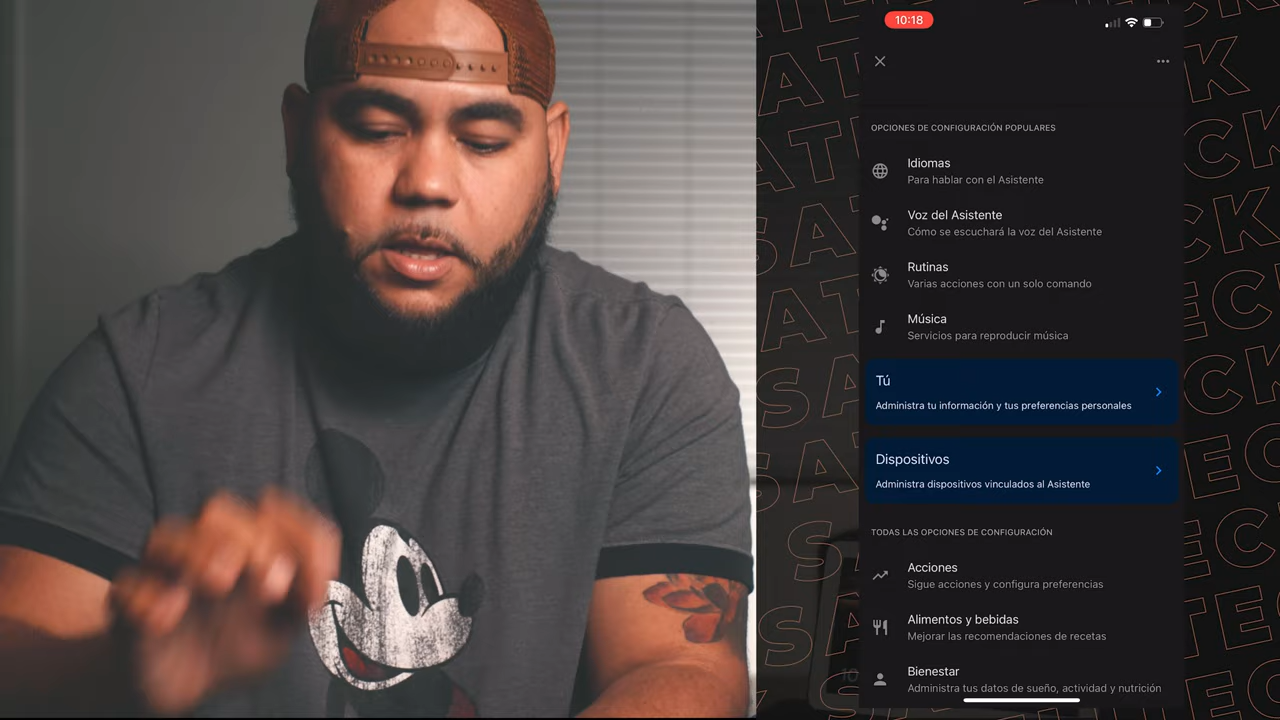 10:18
OPCIONES DE CONFIGURACIÓN POPULARES
Idiomas
Para hablar con el Asistente
Voz del Asistente
Cómo se escuchará la voz del Asistente
Rutinas
Varias acciones con un solo comando
Música
Servicios para reproducir música
Tú
Administra tu información y tus preferencias personales
Dispositivos
Administra dispositivos vinculados al Asistente
TODAS LAS OPCIONES DE CONFIGURACIÓN
Acciones
Sigue acciones y configura preferencias
Alimentos y bebidas
Mejorar las recomendaciones de recetas
Bienestar
Administra tus datos de sueño, actividad y nutrición